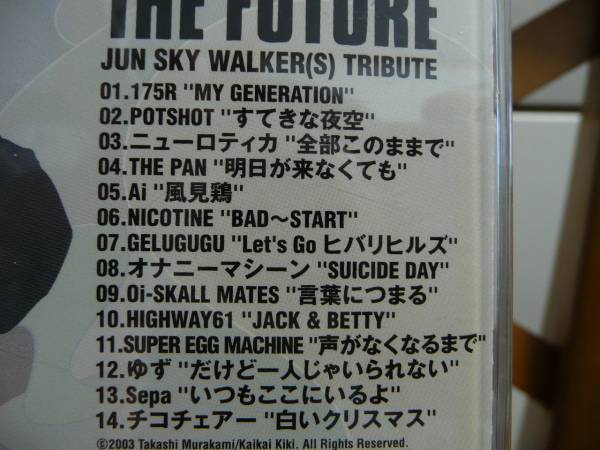 THE FUTURE
JUN SKY WALKER(S) TRIBUTE
01.175R "MY GENERATION"
02.POTSHOT "すてきな夜空"
03.ニューロティカ "全部このままで"
04.THE PAN "明日が来なくても"
05.Ai "風見鶏"
06.NICOTINE "BAD〜START"
07.GELUGUGU "Let's Go ヒバリヒルズ"
08.オナニーマシーン "SUICIDE DAY"
09.Oi-SKALL MATES "言葉につまる"
10.HIGHWAY61 "JACK & BETTY"
11.SUPER EGG MACHINE "声がなくなるまで"
12.ゆず "だけど一人じゃいられない"
13.Sepa "いつもここにいるよ"
14.チコチェアー "白いクリスマス"
©2003 Takashi Murakami/Kaikai Kiki. All Rights Reserved.